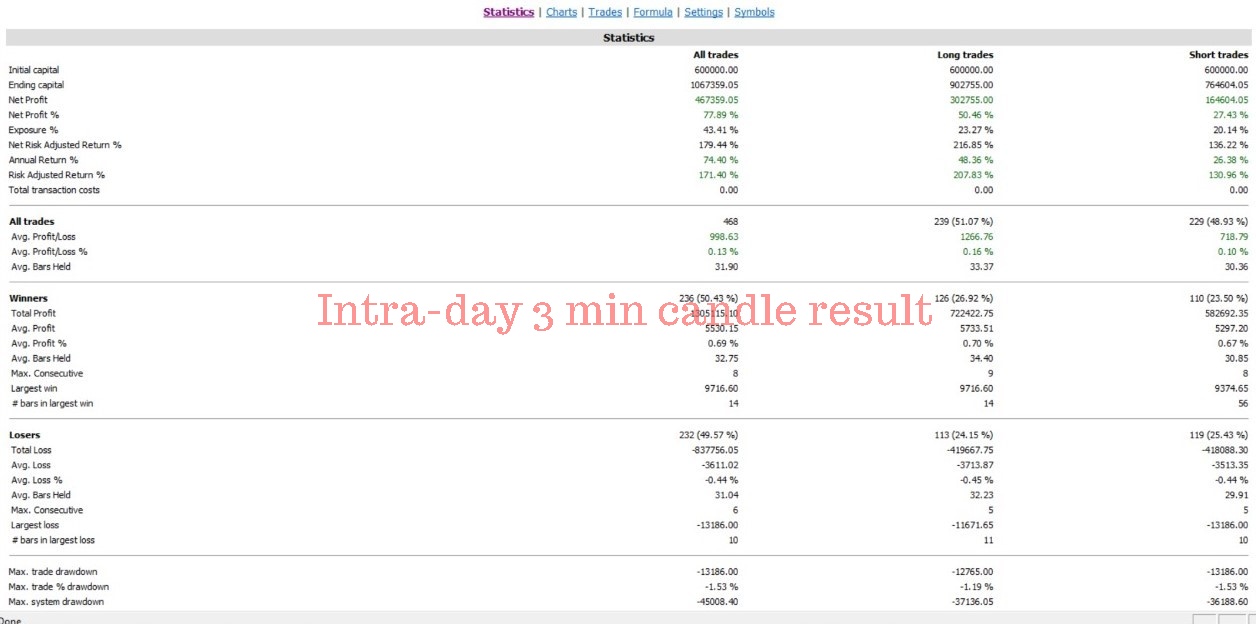 Statistics | Charts | Trades | Formula | Settings | Symbols
Statistics
All trades Long trades Short trades
Initial capital 600000.00 600000.00 600000.00
Ending capital 1067359.05 902755.00 764604.05
Net Profit 467359.05 302755.00 164604.05
Net Profit % 77.89 % 50.46 % 27.43 %
Exposure % 43.41 % 23.27 % 20.14 %
Net Risk Adjusted Return % 179.44 % 216.85 % 136.22 %
Annual Return % 74.40 % 48.36 % 26.38 %
Risk Adjusted Return % 171.40 % 207.83 % 130.96 %
Total transaction costs 0.00 0.00 0.00
All trades 468 239 (51.07 %) 229 (48.93 %)
Avg. Profit/Loss 998.63 1266.76 718.79
Avg. Profit/Loss % 0.13 % 0.16 % 0.10 %
Avg. Bars Held 31.90 33.37 30.36
Winners 236 (50.43 %) 126 (26.92 %) 110 (23.50 %)
Intra-day 3 min candle result
Total Profit 1305115.10 722422.75 582692.35
Avg. Profit 5530.15 5733.51 5297.20
Avg. Profit % 0.69 % 0.70 % 0.67 %
Avg. Bars Held 32.75 34.40 30.85
Max. Consecutive 8 9 8
Largest win 9716.60 9716.60 9374.65
# bars in largest win 14 14 56
Losers 232 (49.57 %) 113 (24.15 %) 119 (25.43 %)
Total Loss -837756.05 -419667.75 -418088.30
Avg. Loss -3611.02 -3713.87 -3513.35
Avg. Loss % -0.44 % -0.45 % -0.44 %
Avg. Bars Held 31.04 32.23 29.91
Max. Consecutive 6 5 5
Largest loss -13186.00 -11671.65 -13186.00
# bars in largest loss 10 11 10
Max. trade drawdown -13186.00 -12765.00 -13186.00
Max. trade % drawdown -1.53 % -1.19 % -1.53 %
Max. system drawdown -45008.40 -37136.05 -36188.60
Done